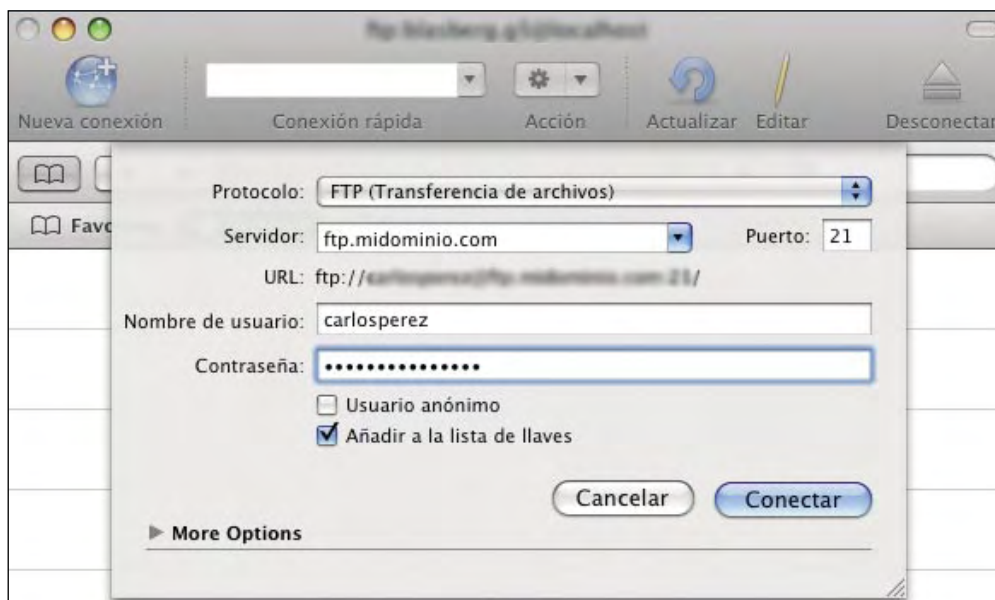 Nueva conexión
Conexión rápida
Acción
Actualizar
Editar
Desconectar
Favo
Protocolo: FTP (Transferencia de archivos)
Servidor: ftp.midominio.com Puerto: 21
URL: ftp:// /
Nombre de usuario: carlosperez
Contraseña: •••••••••••••••
Usuario anónimo
Añadir a la lista de llaves
Cancelar
Conectar
More Options